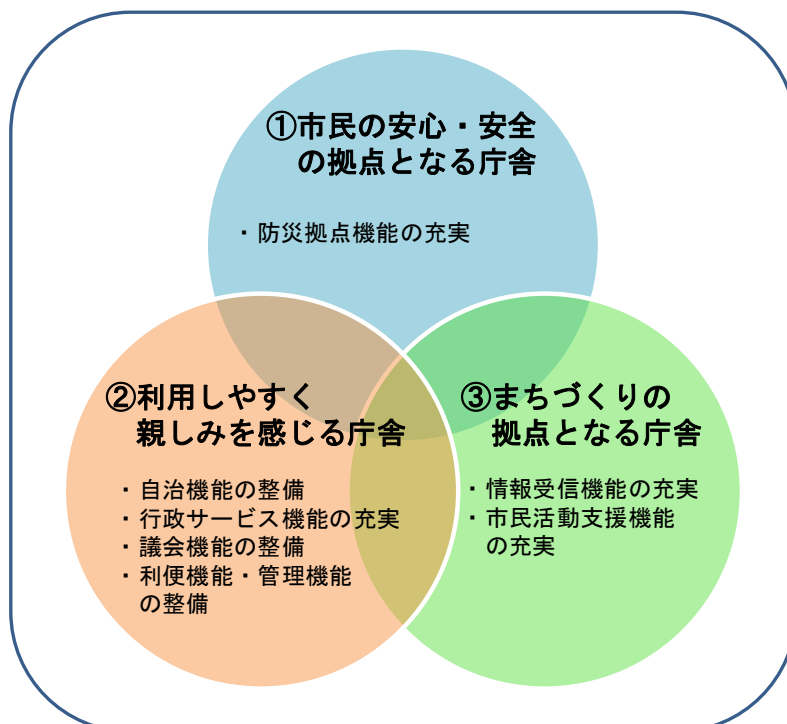 ①市民の安心・安全
の拠点となる庁舎
・防災拠点機能の充実
②利用しやすく
親しみを感じる庁舎
・自治機能の整備
・行政サービス機能の充実
・議会機能の整備
・利便機能・管理機能
の整備
③まちづくりの
拠点となる庁舎
・情報受信機能の充実
・市民活動支援機能
の充実